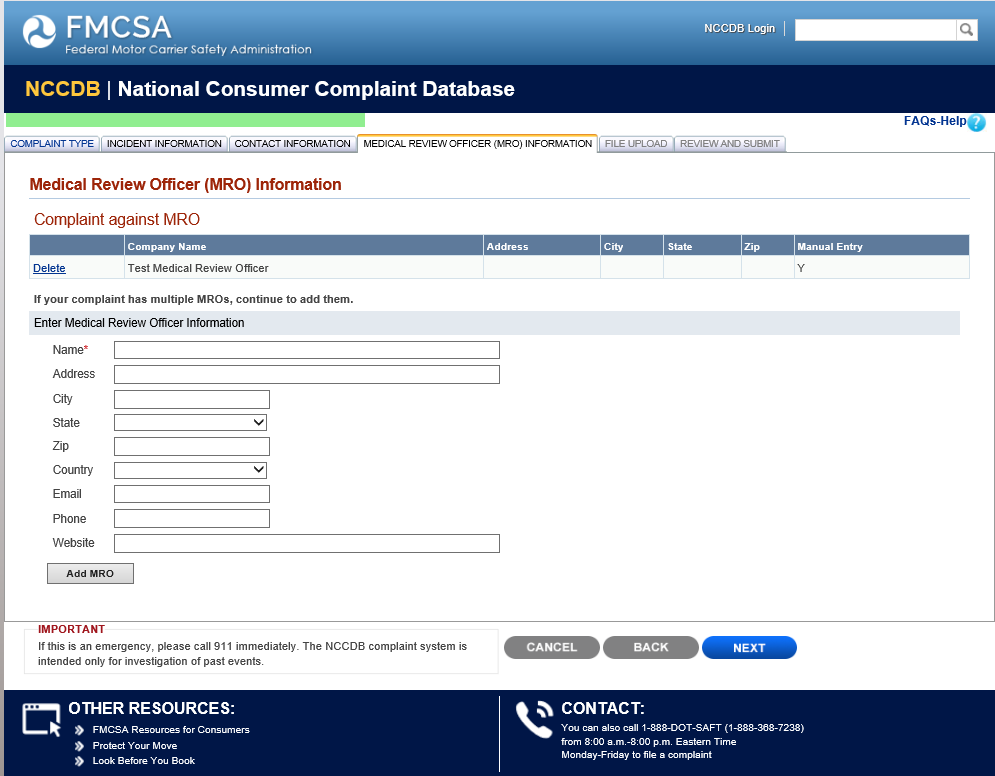 FMCSA
Federal Motor Carrier Safety Administration
NCCDB Login
NCCDB | National Consumer Complaint Database
FAQs-Help ?
COMPLAINT TYPE INCIDENT INFORMATION CONTACT INFORMATION MEDICAL REVIEW OFFICER (MRO) INFORMATION FILE UPLOAD REVIEW AND SUBMIT
Medical Review Officer (MRO) Information
Complaint against MRO
Company Name Address City State Zip Manual Entry
Delete Test Medical Review Officer Y
If your complaint has multiple MROs, continue to add them.
Enter Medical Review Officer Information
Name*
Address
City
State
Zip
Country
Email
Phone
Website
Add MRO
IMPORTANT
If this is an emergency, please call 911 immediately. The NCCDB complaint system is
intended only for investigation of past events.
CANCEL BACK NEXT
OTHER RESOURCES:
FMCSA Resources for Consumers
Protect Your Move
Look Before You Book
CONTACT:
You can also call 1-888-DOT-SAFT (1-888-368-7238)
from 8:00 a.m.-8:00 p.m. Eastern Time
Monday-Friday to file a complaint